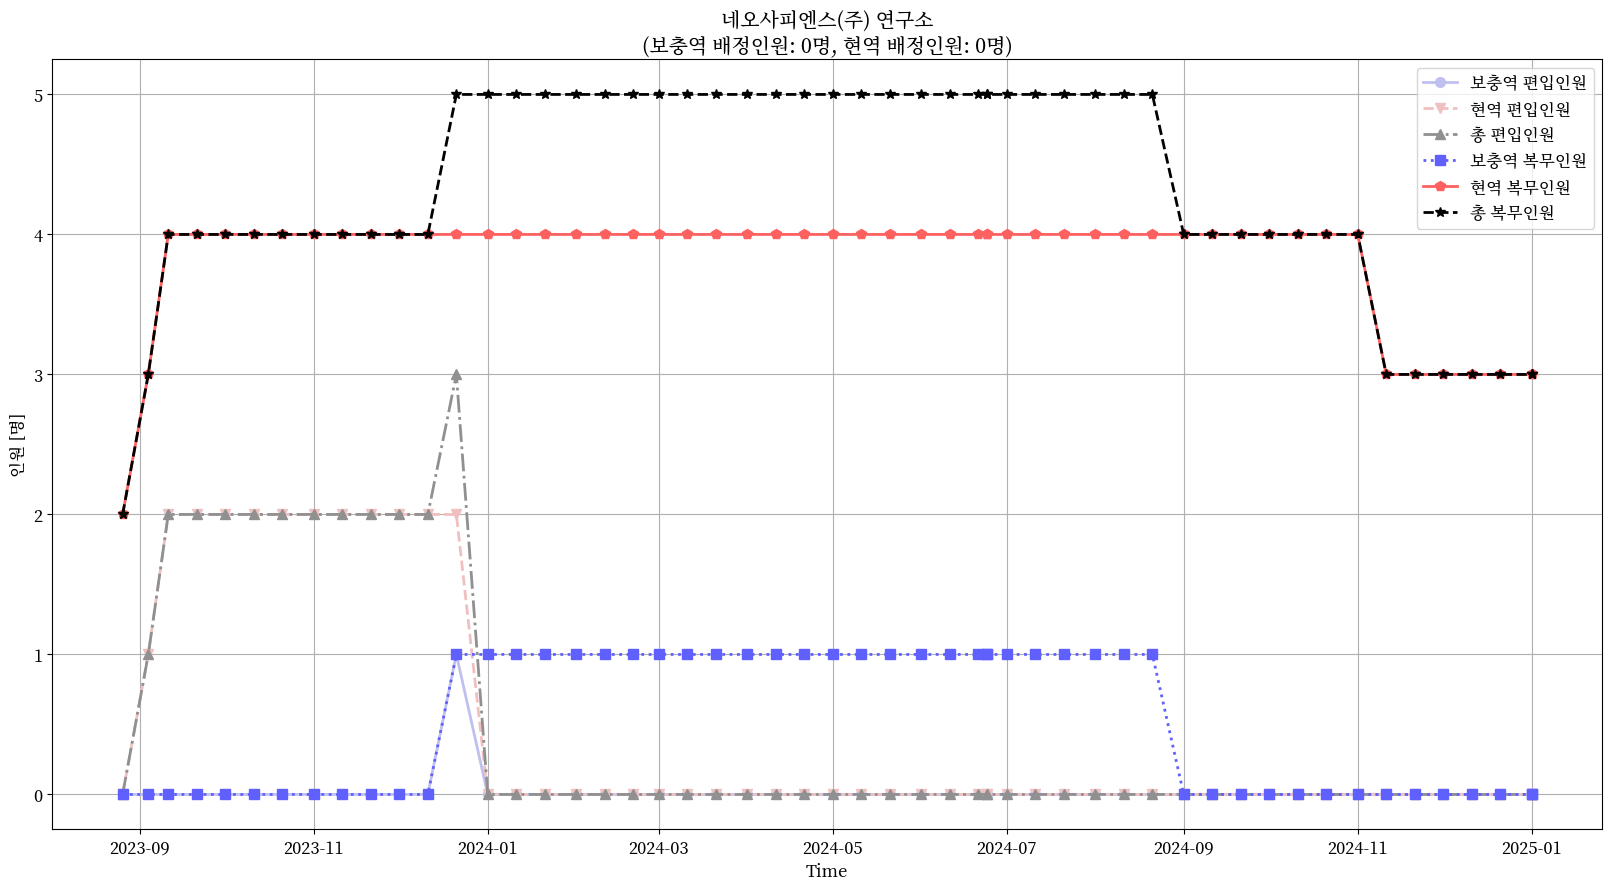 네오사피엔스(주) 연구소
(보충역 배정인원: 0명, 현역 배정인원: 0명)
보충역 편입인원
현역 편입인원
총 편입인원
보충역 복무인원
현역 복무인원
총 복무인원
인원 [명]
5
4
3
2
1
0
2023-09
2023-11
2024-01
2024-03
2024-05
2024-07
2024-09
2024-11
2025-01
Time